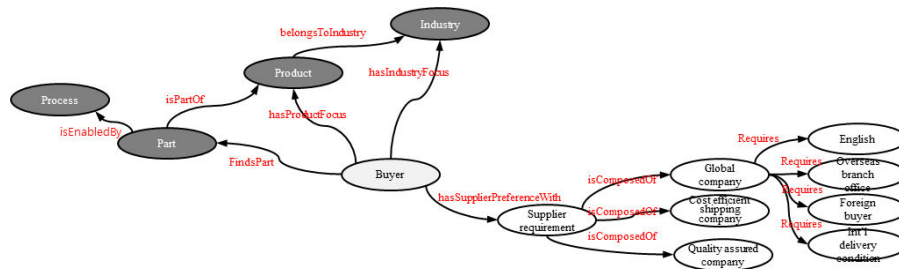 Industry
belongsToIndustry
Product
hasIndustryFocus
Process
isPartOf
hasProductFocus
isEnabledBy
Part
FindsPart
Buyer
hasSupplierPreferenceWith
Supplier
requirement
isComposedOf
isComposedOf
isComposedOf
Global
company
Cost efficient
shipping
company
Quality assured
company
Requires
Requires
Requires
Requires
English
Overseas
branch
office
Foreign
buyer
Int'l
delivery
condition